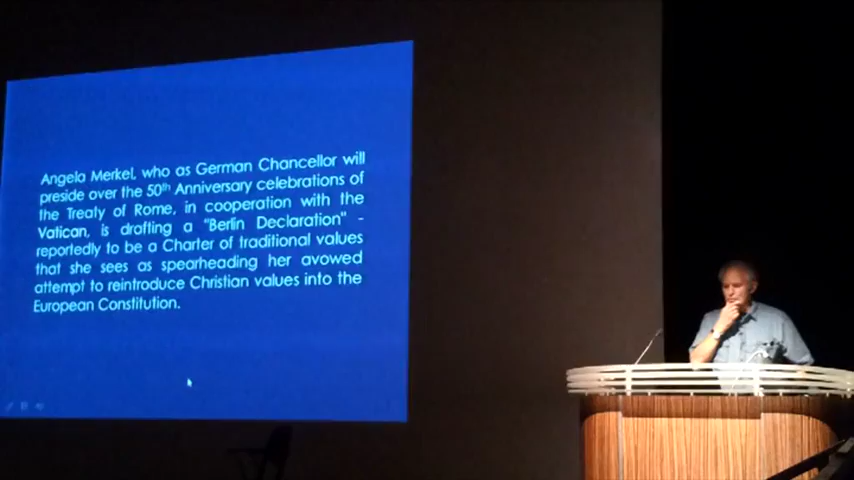 Angela Merkel, who as German Chancellor will
preside over the 50th Anniversary celebrations of
the Treaty of Rome, in cooperation with the
Vatican, is drafting a "Berlin Declaration" -
reportedly to be a Charter of traditional values
that she sees as spearheading her avowed
attempt to reintroduce Christian values into the
European Constitution.